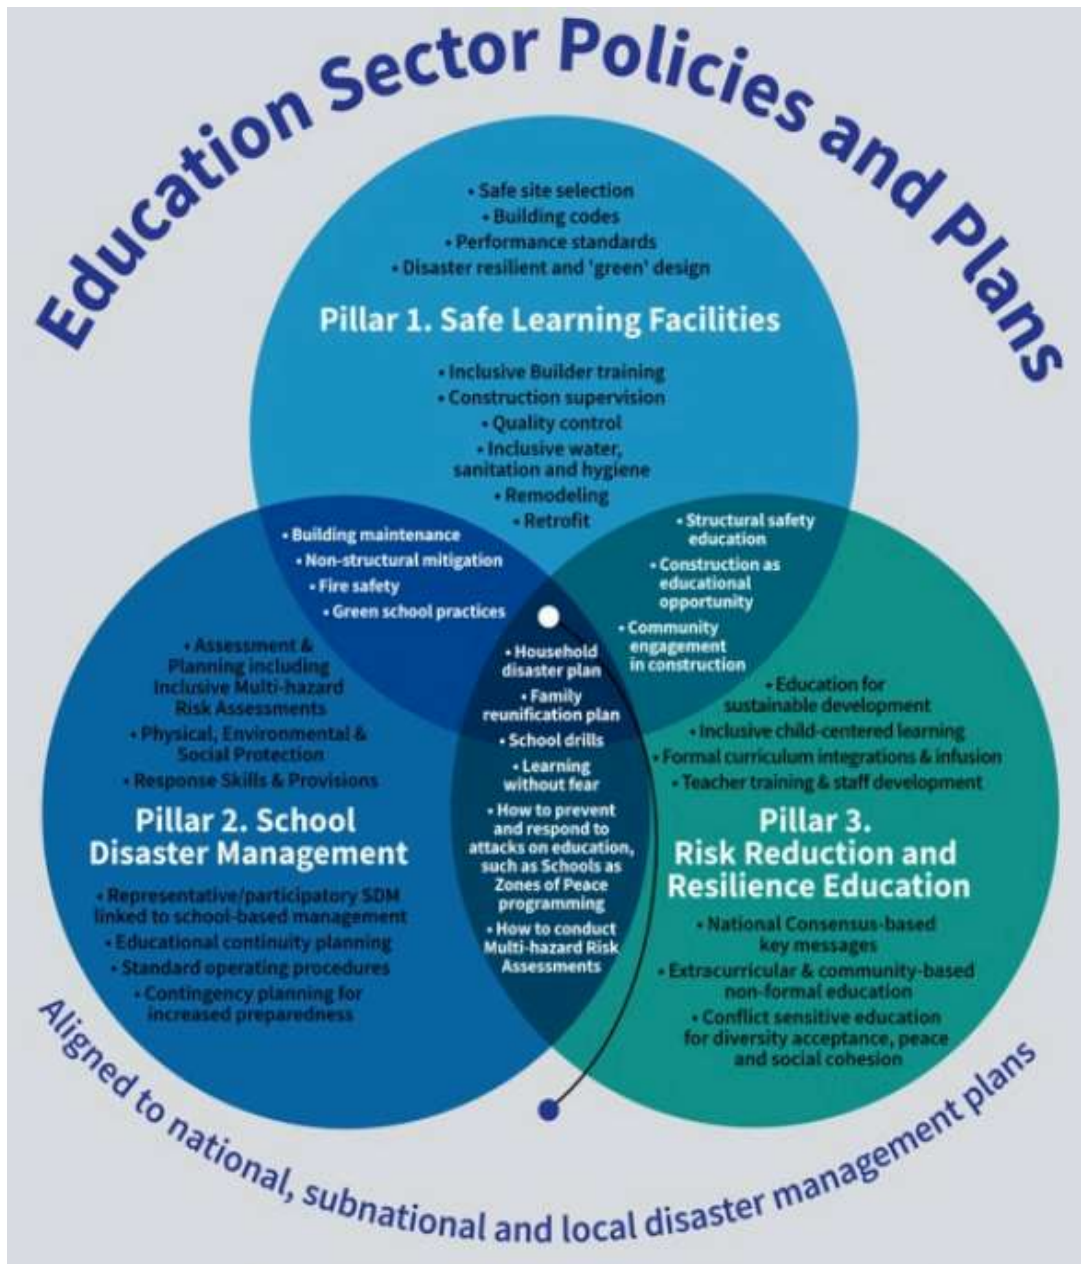 Education Sector Policies and Plans
• Safe site selection
• Building codes
• Performance standards
• Disaster resilient and 'green' design
Pillar 1. Safe Learning Facilities
• Inclusive Builder training
• Construction supervision
• Quality control
• Inclusive water,
sanitation and hygiene
• Remodeling
• Retrofit
• Building maintenance
• Non-structural mitigation
• Fire safety
• Green school practices
• Structural safety
education
• Construction as
educational
opportunity
• Community
engagement
in construction
• Household
disaster plan
• Family
reunification plan
• School drills
• Learning
without fear
• How to prevent
and respond to
attacks on education,
such as Schools as
Zones of Peace
programming
• How to conduct
Multi-hazard Risk
Assessments
• Assessment &
Planning including
Inclusive Multi-hazard
Risk Assessments
• Physical, Environmental &
Social Protection
• Response Skills & Provisions
Pillar 2. School
Disaster Management
• Representative/participatory SDM
linked to school-based management
• Educational continuity planning
• Standard operating procedures
• Contingency planning for
increased preparedness
• Education for
sustainable development
• Inclusive child-centered learning
• Formal curriculum integrations & infusion
• Teacher training & staff development
Pillar 3.
Risk Reduction and
Resilience Education
• National Consensus-based
key messages
• Extracurricular & community-based
non-formal education
• Conflict sensitive education
for diversity acceptance, peace
and social cohesion
Aligned to national, subnational and local disaster management plans